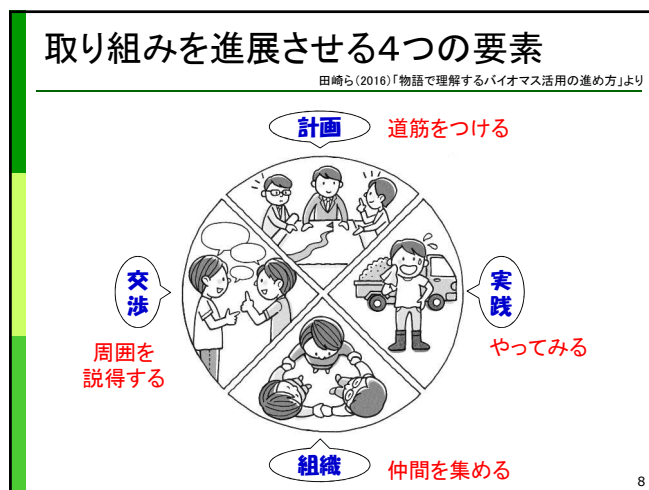 取り組みを進展させる4つの要素
田崎ら(2016)「物語で理解するバイオマス活用の進め方」より
計画
道筋をつける
交渉
周囲を
説得する
実践
やってみる
組織
仲間を集める
8